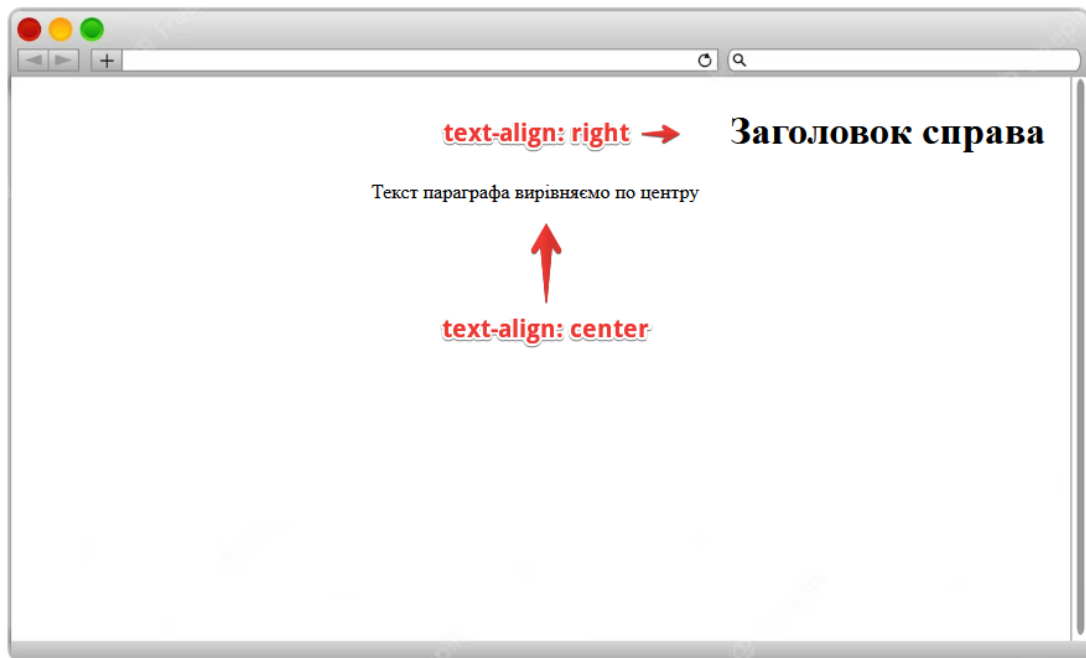 text-align: right
Заголовок справа
Текст параграфа вирівняємо по центру
text-align: center